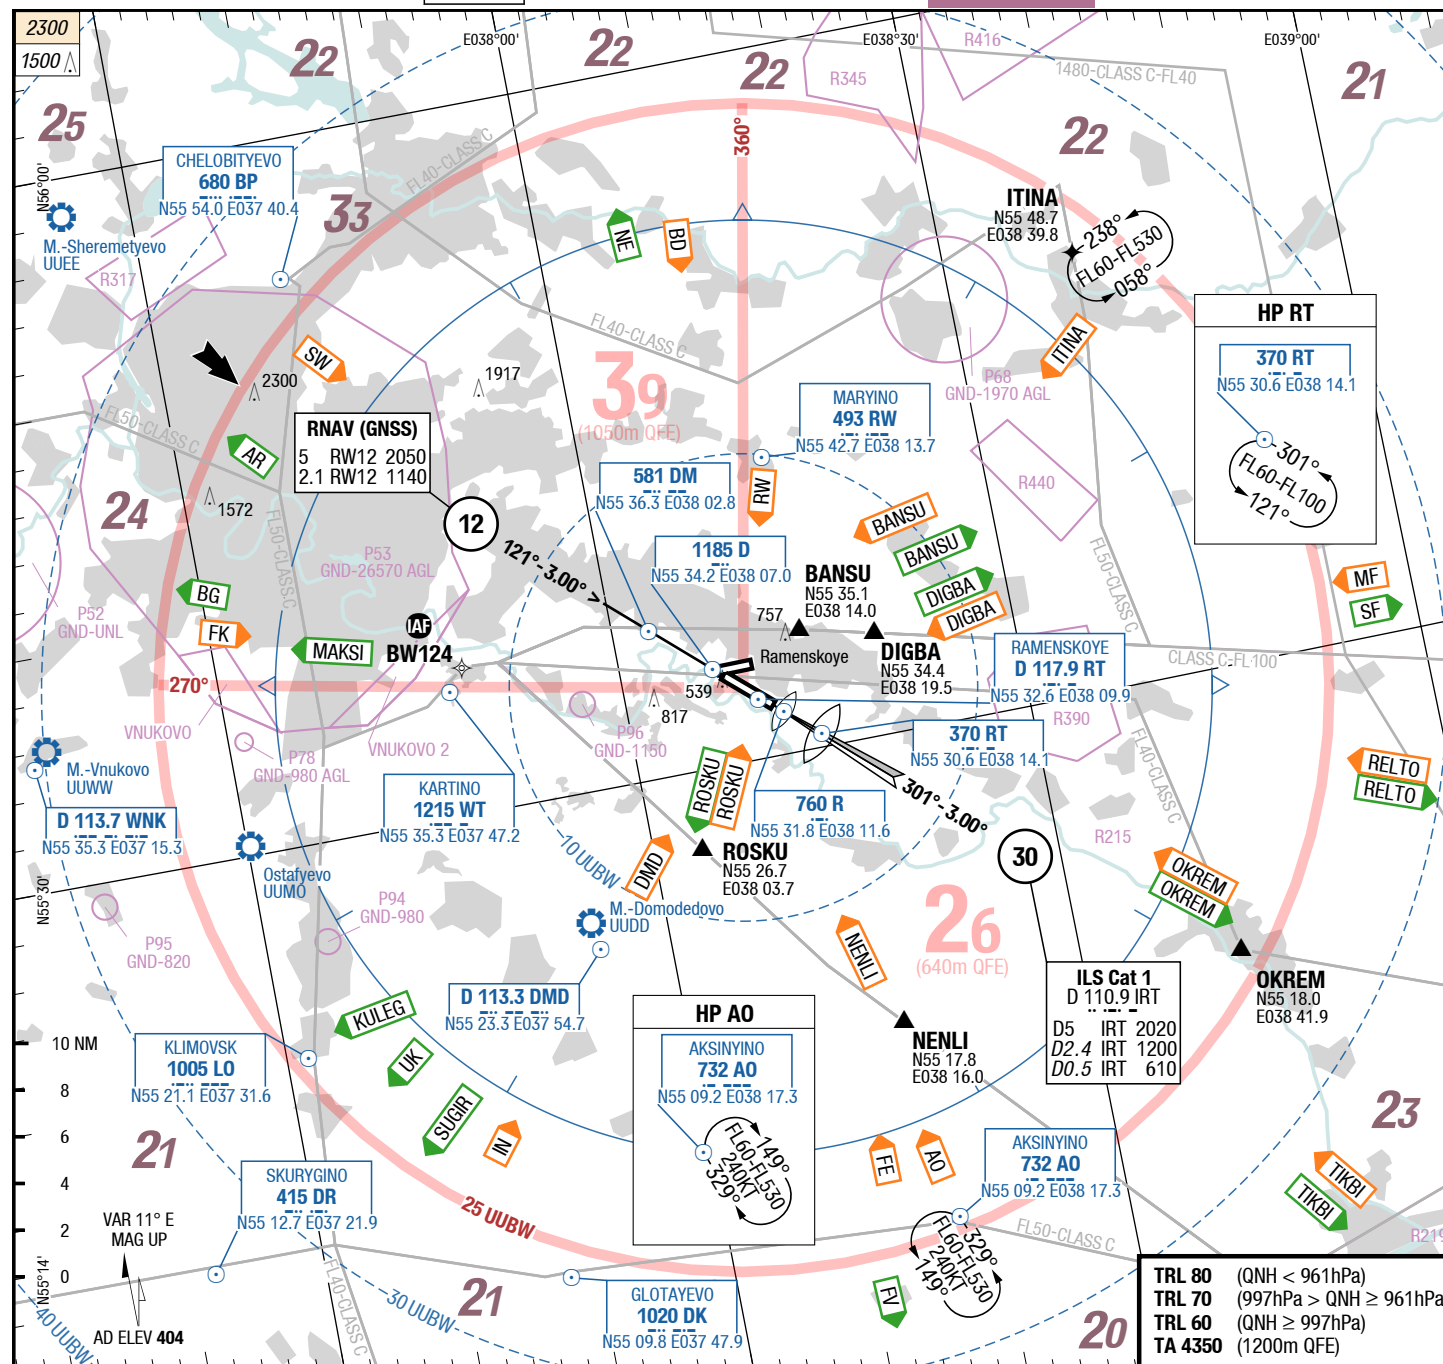 2300
1500
E038°00'
E038°30'
E039°00'
22
22
22
21
25
R416
R345
1480-CLASS C-FL40
22
N56°00'
CHELOBITYEVO
680 BP
N55 54.0 E037 40.4
FL40-CLASS C
360°
33
M.-Sheremetyevo
UUEE
R317
NE
BD
ITINA
N55 48.7
E038 39.8
238°
FL60-FL530
058°
HP RT
370 RT
N55 30.6 E038 14.1
301°
FL60-FL100
121°
FL40-CLASS C
ITINA
SW
2300
1917
39
(1050m QFE)
P68
GND-1970 AGL
MARYINO
493 RW
N55 42.7 E038 13.7
FL50-CLASS C
RNAV (GNSS)
5 RW12 2050
2.1 RW12 1140
AR
581 DM
N55 36.3 E038 02.8
RW
R440
1572
24
12
121°-3.00° >
BANSU
BANSU
FL50-CLASS C
P53
GND-26570 AGL
1185 D
N55 34.2 E038 07.0
BANSU
N55 35.1
E038 14.0
DIGBA
DIGBA
FL50-CLASS C
MF
SF
P52
GND-UNL
BG
FK
MAKSI
IAF
BW124
757
Ramenskoye
DIGBA
N55 34.4
E038 19.5
RAMENSKOYE
D 117.9 RT
N55 32.6 E038 09.9
CLASS C-FL100
270°
539
817
VNUKOVO
VNUKOVO 2
P78
GND-980 AGL
P96
GND-1150
R390
370 RT
N55 30.6 E038 14.1
FL40-CLASS C
M.-Vnukovo
UUWW
KARTINO
1215 WT
N55 35.3 E037 47.2
ROSKU
ROSKU
760 R
N55 31.8 E038 11.6
301°-3.00°
RELTO
RELTO
D 113.7 WNK
N55 35.3 E037 15.3
Ostafyevo
UUMO
10 UUBW
DMD
ROSKU
N55 26.7
E038 03.7
30
R215
OKREM
OKREM
N55°30'
P94
GND-980
P95
GND-820
M.-Domodedovo
UUDD
26
(640m QFE)
NENLI
OKREM
N55 18.0
E038 41.9
D 113.3 DMD
N55 23.3 E037 54.7
ILS Cat 1
D 110.9 IRT
D5 IRT 2020
D2.4 IRT 1200
D0.5 IRT 610
KULEG
HP AO
AKSINYINO
732 AO
N55 09.2 E038 17.3
149°
FL60-FL530
240KT
329°
NENLI
N55 17.8
E038 16.0
10 NM
8
6
4
2
0
KLIMOVSK
1005 LO
N55 21.1 E037 31.6
UK
SUGIR
IN
23
21
FE
AO
AKSINYINO
732 AO
N55 09.2 E038 17.3
TIKBI
TIKBI
SKURYGINO
415 DR
N55 12.7 E037 21.9
25 UUBW
VAR 11° E
MAG UP
329°
FL60-FL530
240KT
149°
FL50-CLASS C
R219
N55°14'
FL40-CLASS C
40 UUBW
30 UUBW
AD ELEV 404
21
GLOTAYEVO
1020 DK
N55 09.8 E037 47.9
FV
20
TRL 80 (QNH < 961hPa)
TRL 70 (997hPa > QNH ≥ 961hPa
TRL 60 (QNH ≥ 997hPa)
TA 4350 (1200m QFE)